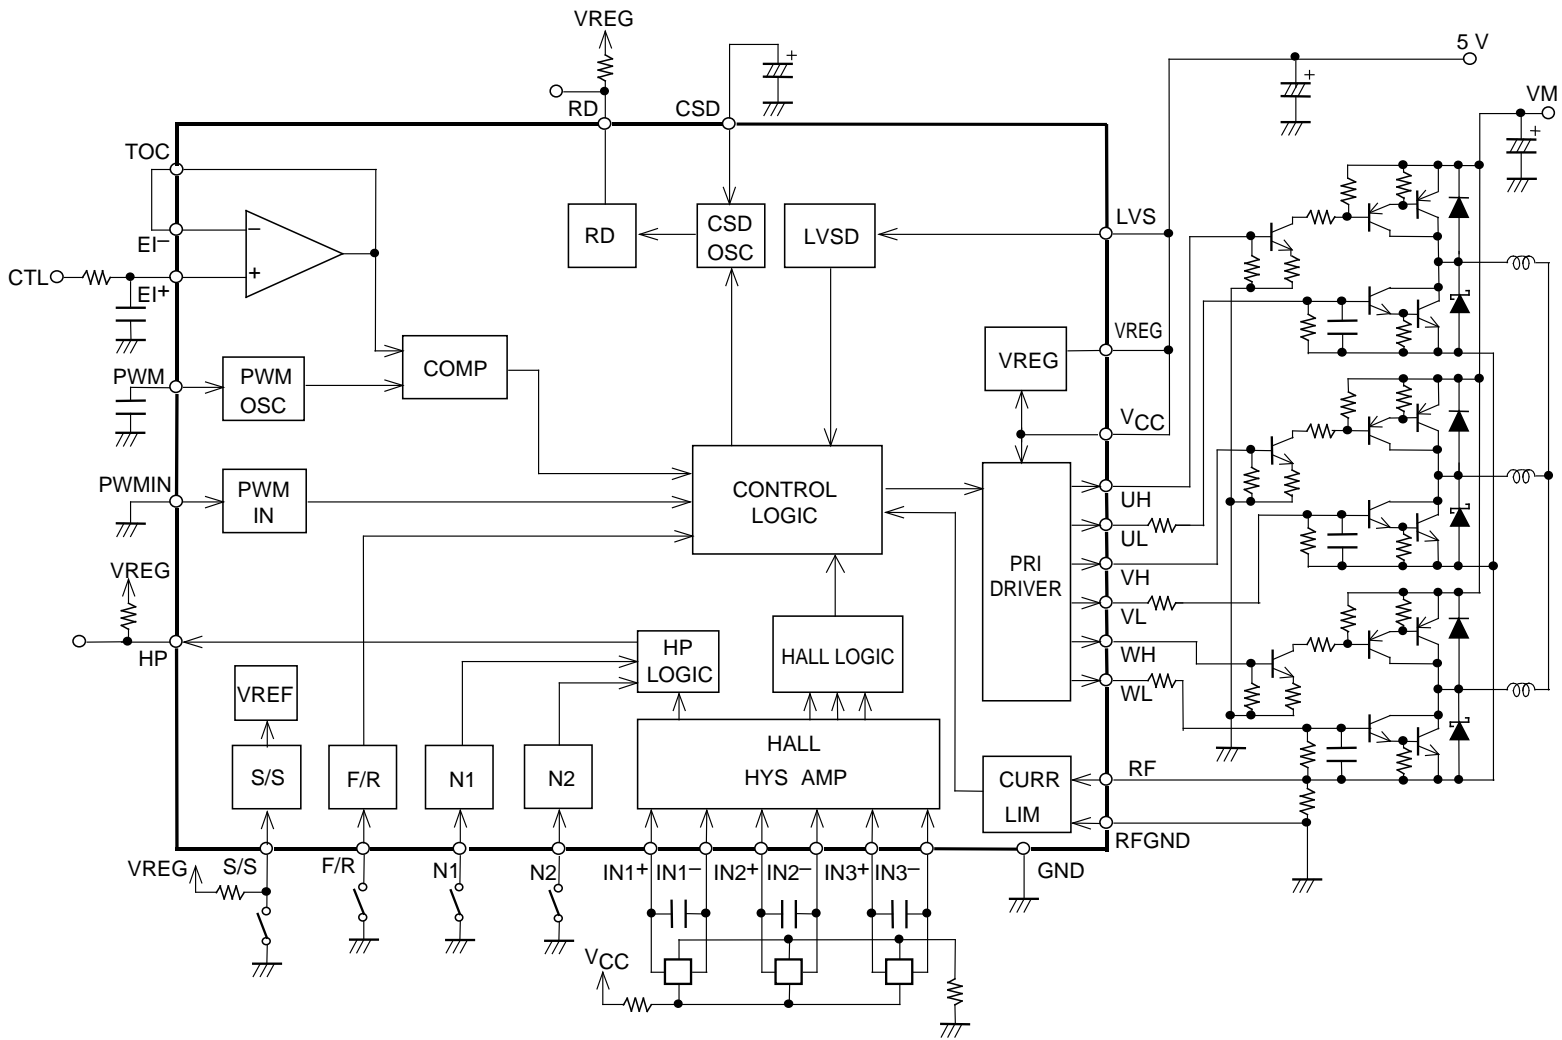 VREG
5 V
VM
RD
CSD
TOC
EI–
CTL
EI+
RD
CSD
OSC
LVSD
LVS
–
+
+
+
+
COMP
VREG
VREG
PWM
PWM
OSC
VCC
PWMIN
PWM
IN
CONTROL
LOGIC
UH
UL
PRI
DRIVER
VH
VL
VREG
HP
HP
LOGIC
HALL LOGIC
WH
WL
VREF
S/S
F/R
N1
N2
HALL
HYS AMP
CURR
LIM
RF
RFGND
VREG
S/S
F/R
N1
N2
IN1+
IN1–
IN2+
IN2–
IN3+
IN3–
GND
VCC